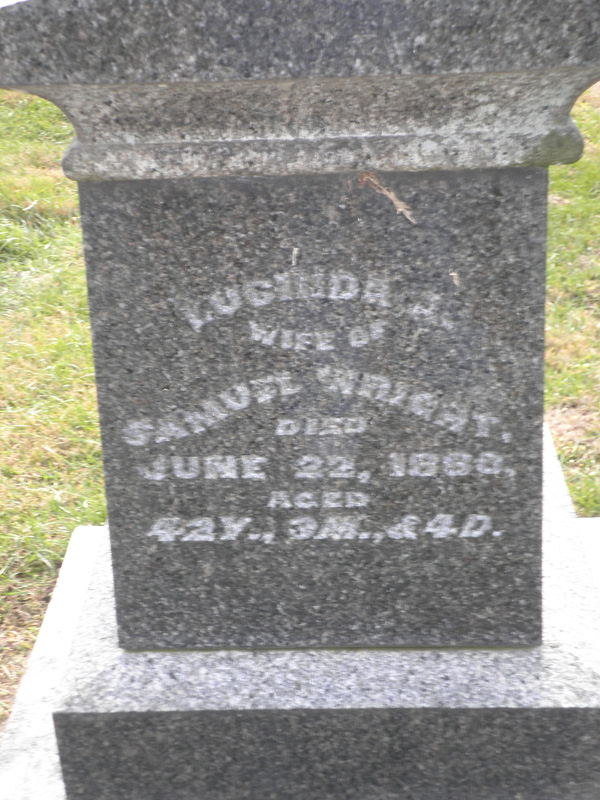 LUCINDA
WIFE OF
SAMUEL WRIGHT.
DIED
JUNE 22,
AGED
42Y., 3M., & 4D.